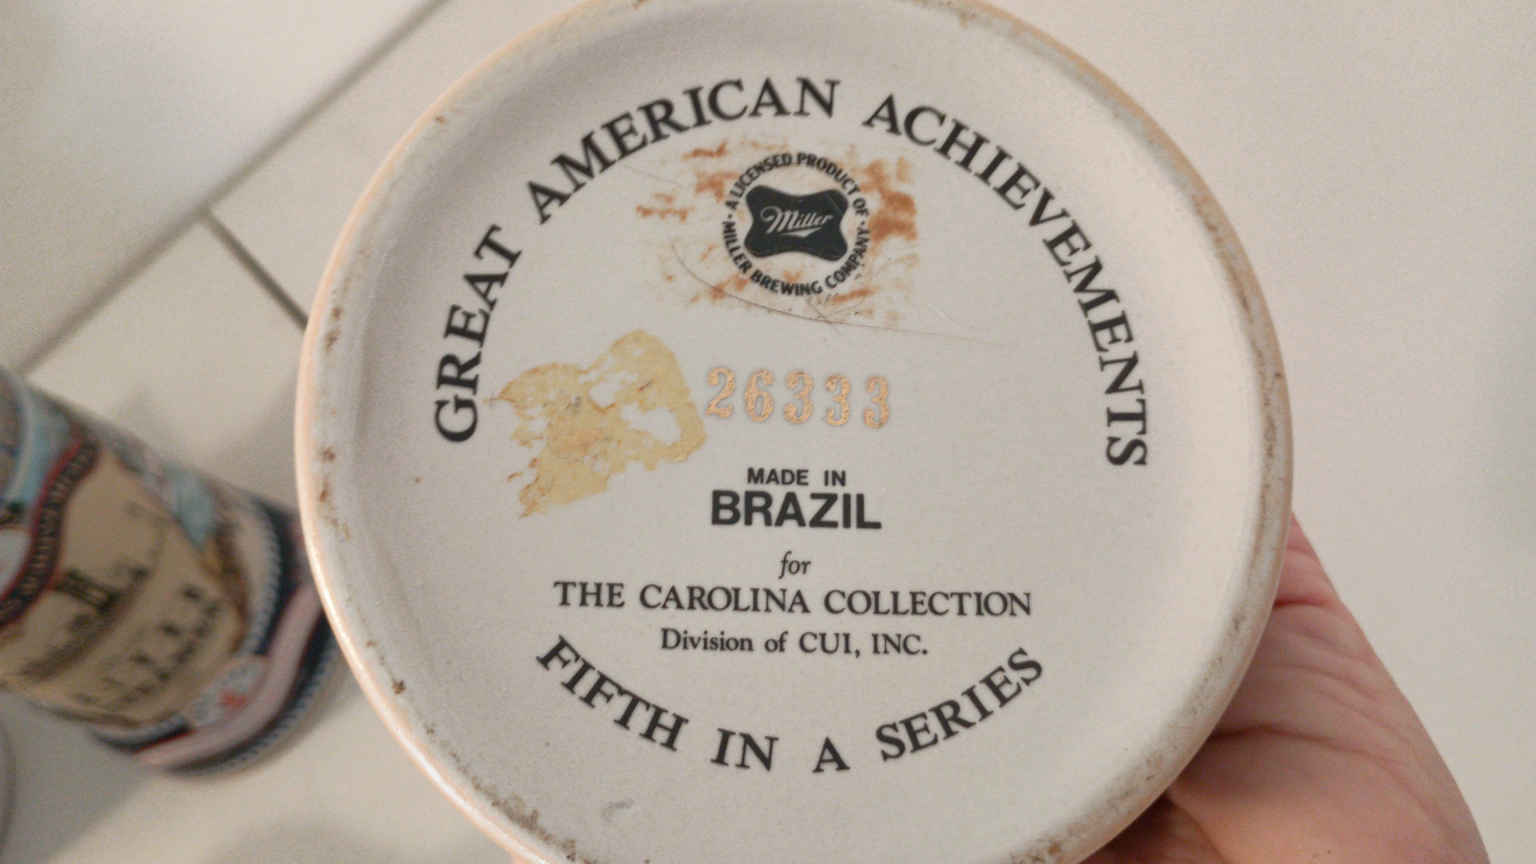 GREAT AMERICAN ACHIEVEMENTS
· A LICENSED PRODUCT OF ·
MILLER BREWING COMPANY
Miller
26333
MADE IN
BRAZIL
for
THE CAROLINA COLLECTION
Division of CUI, INC.
FIFTH IN A SERIES